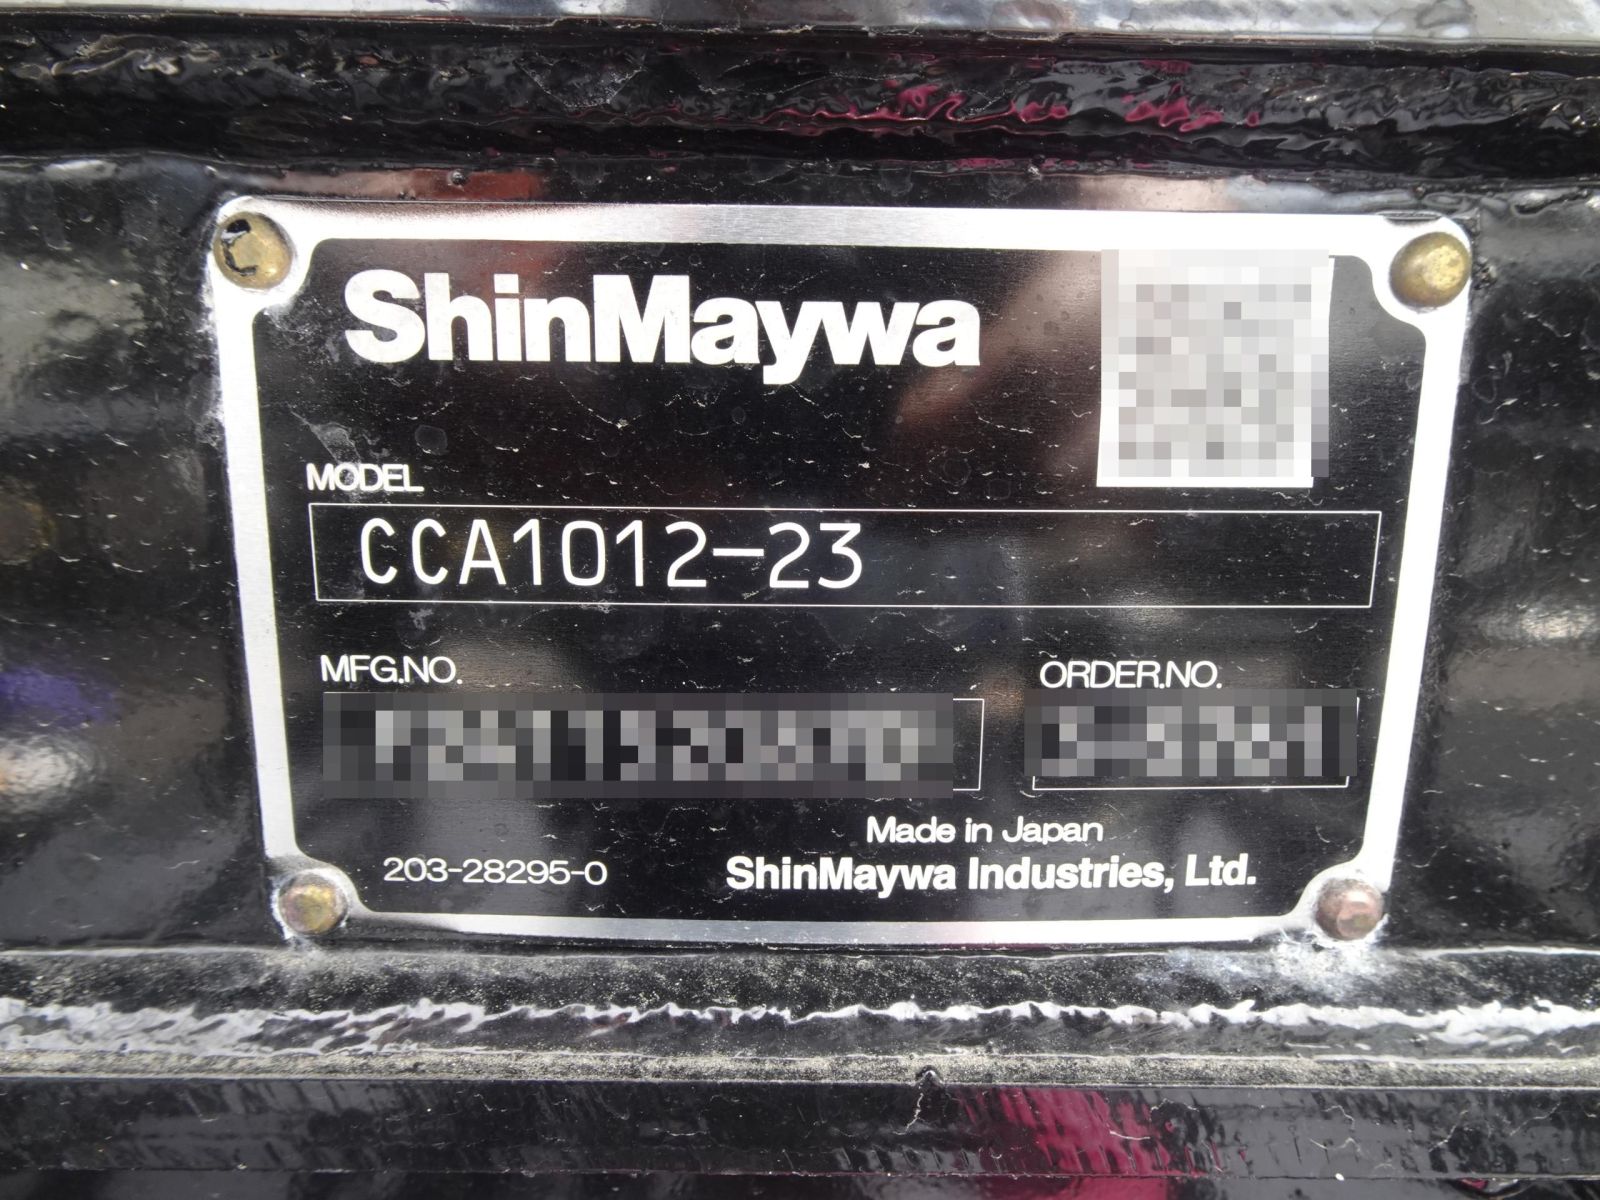 ShinMaywa
MODEL
CCA1012-23
MFG.NO.
ORDER.NO.
Made in Japan
203-28295-0
ShinMaywa Industries, Ltd.